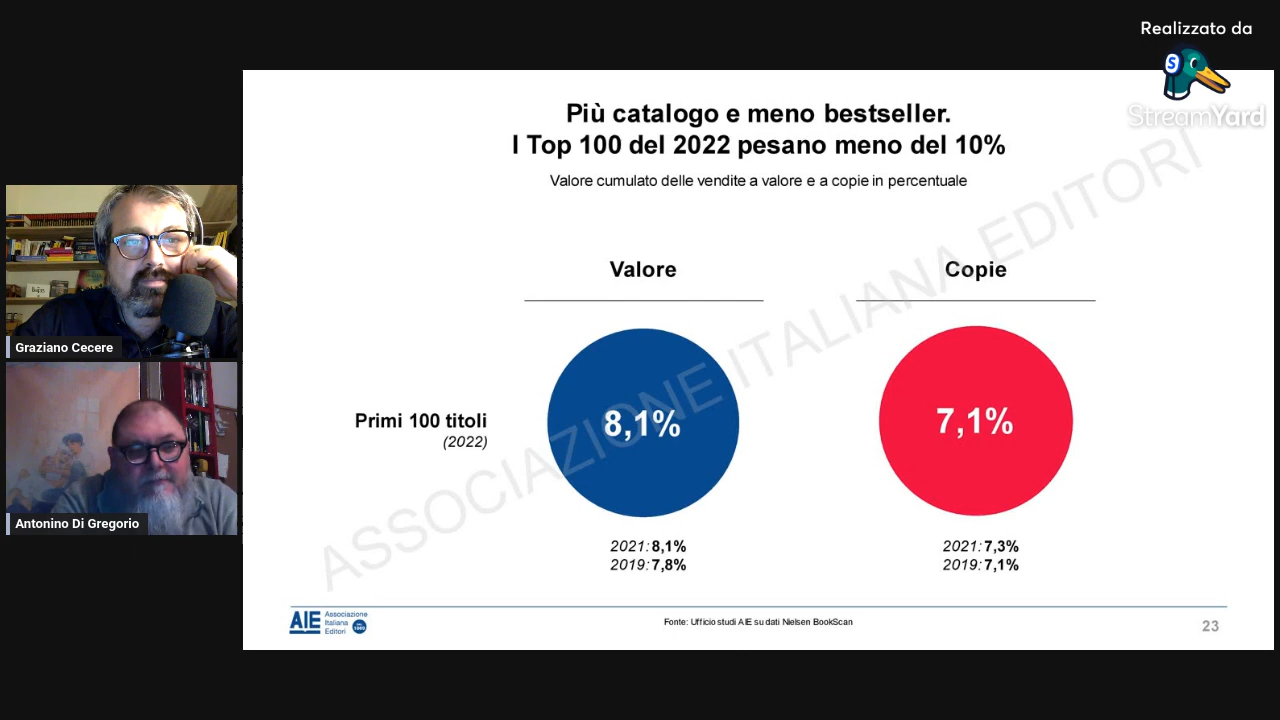 Realizzato da
StreamYard
Più catalogo e meno bestseller.
I Top 100 del 2022 pesano meno del 10%
Valore cumulato delle vendite a valore e a copie in percentuale
ASSOCIAZIONE ITALIANA EDITORI
Valore
Copie
Primi 100 titoli
(2022)
8,1%
7,1%
2021: 8,1%
2019: 7,8%
2021: 7,3%
2019: 7,1%
Graziano Cecere
Antonino Di Gregorio
AIE
Associazione
Italiana
Editori
Fonte: Ufficio studi AIE su dati Nielsen BookScan
23